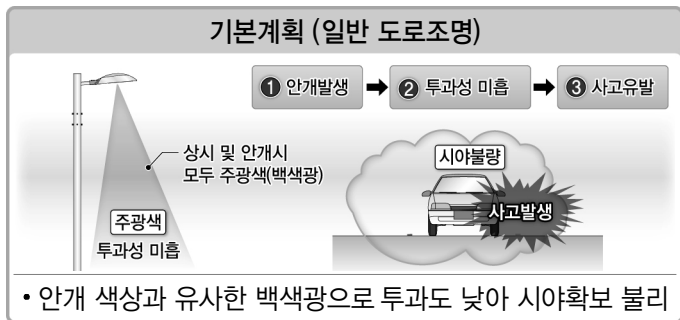 기본계획 (일반 도로조명)
❶ 안개발생 ➡ ❷ 투과성 미흡 ➡ ❸ 사고유발
상시 및 안개시
모두 주광색(백색광)
주광색
투과성 미흡
시야불량
사고발생
• 안개 색상과 유사한 백색광으로 투과도 낮아 시야확보 불리